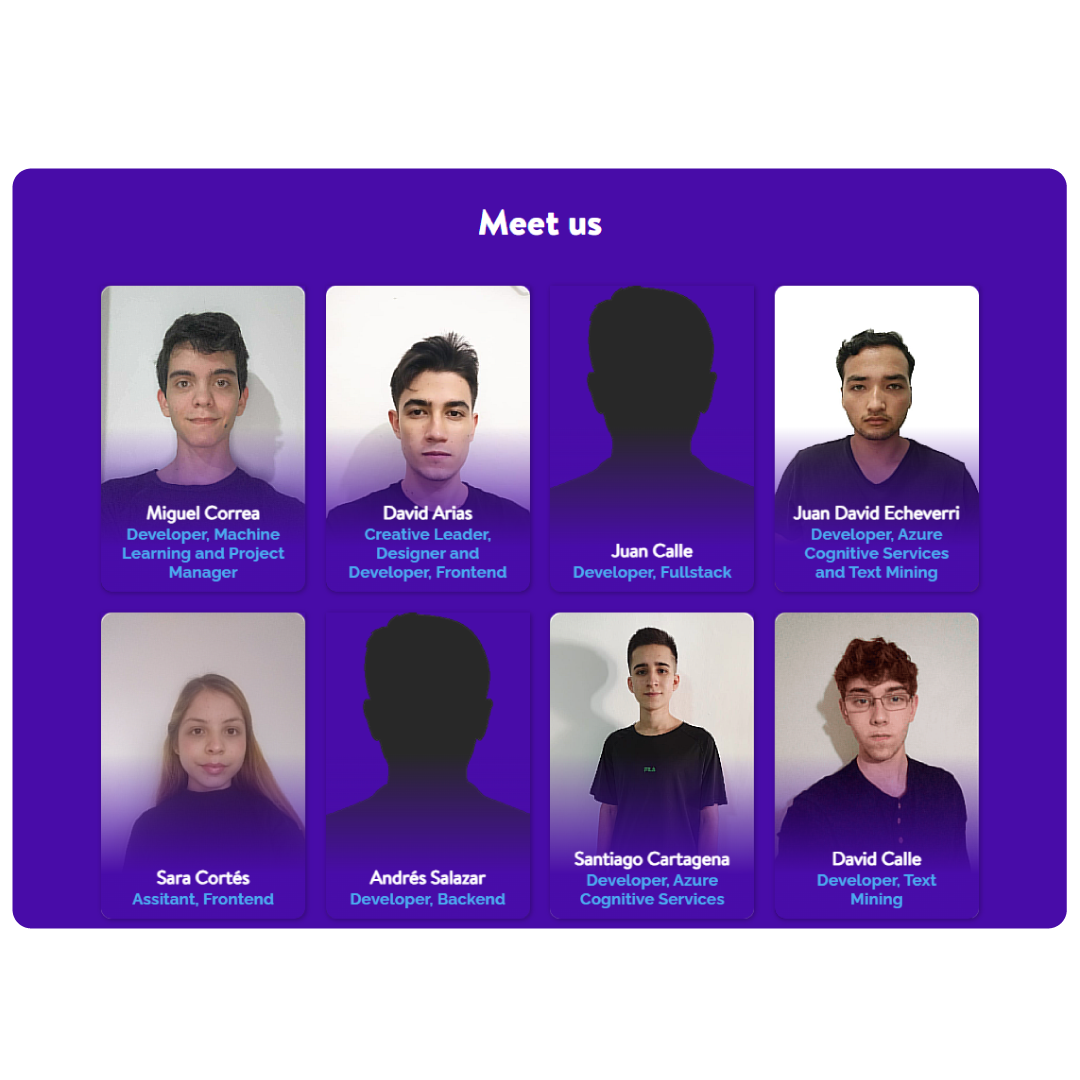 Meet us
Miguel Correa
Developer, Machine
Learning and Project
Manager
David Arias
Creative Leader,
Designer and
Developer, Frontend
Juan Calle
Developer, Fullstack
Juan David Echeverri
Developer, Azure
Cognitive Services
and Text Mining
Sara Cortés
Assitant, Frontend
Andrés Salazar
Developer, Backend
FILA
Santiago Cartagena
Developer, Azure
Cognitive Services
David Calle
Developer, Text
Mining